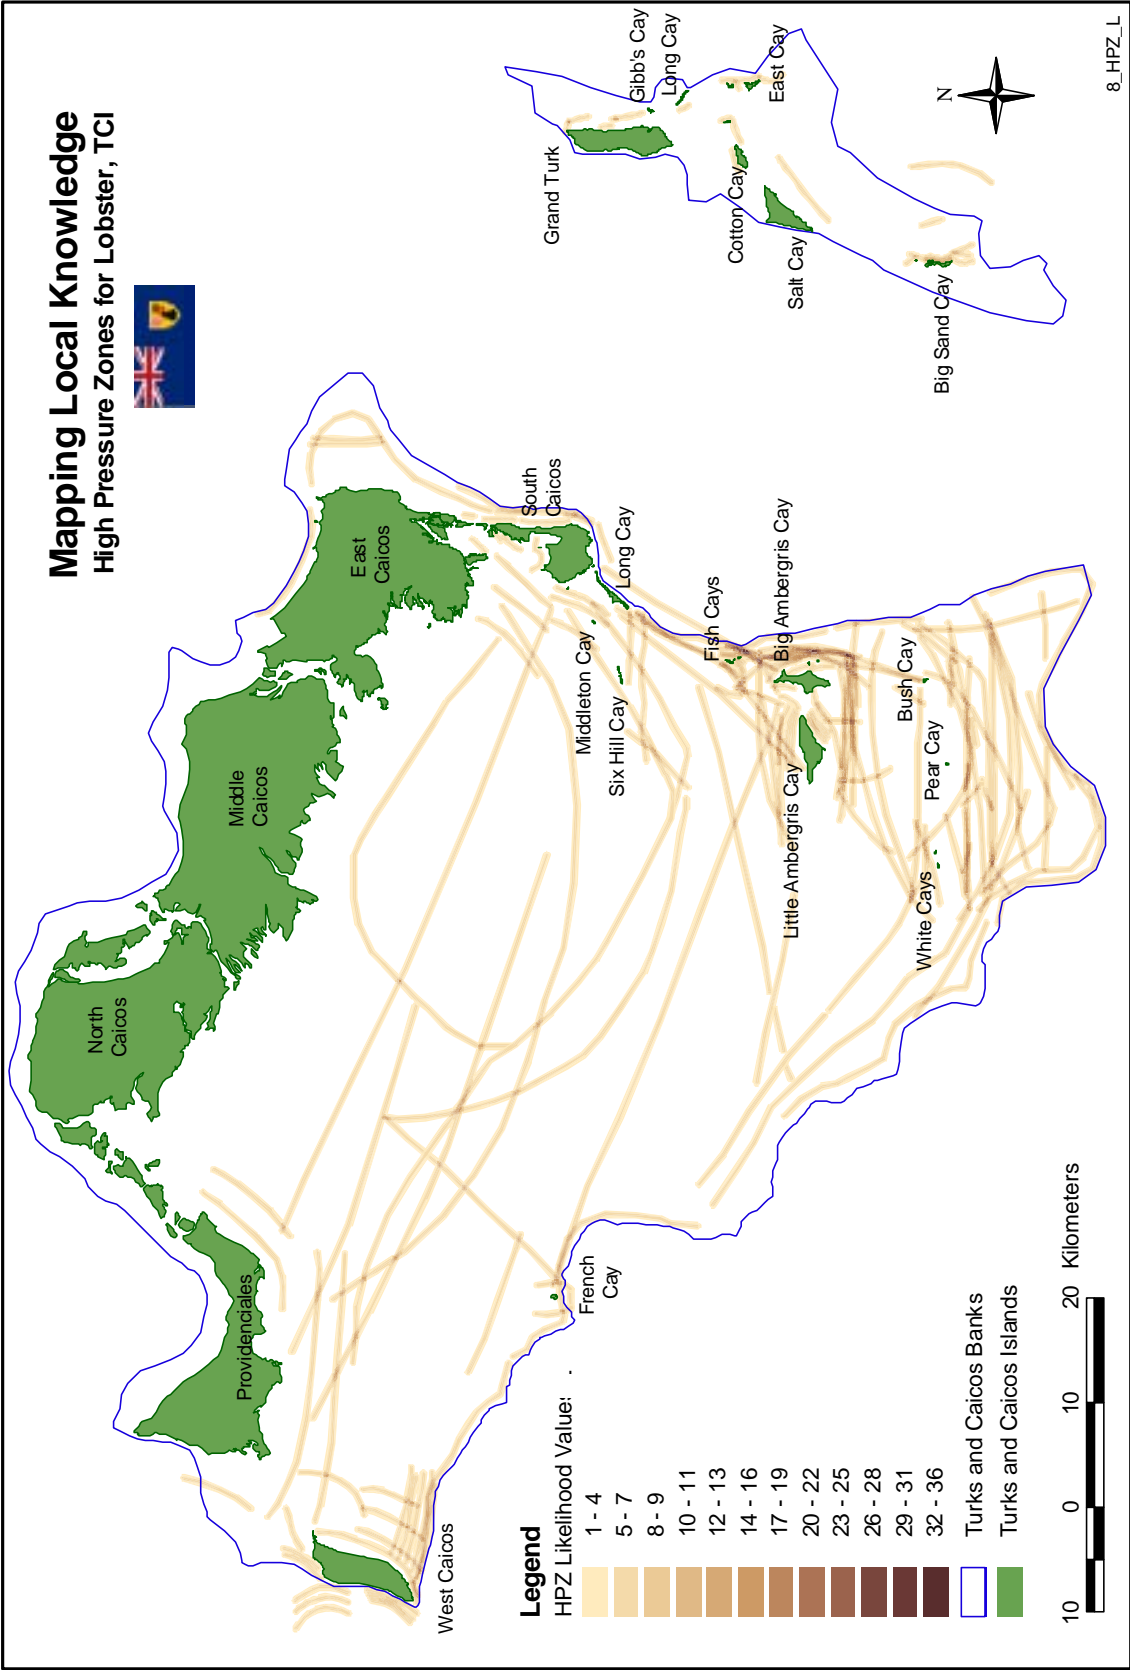 Mapping Local Knowledge
High Pressure Zones for Lobster, TCI
North
Caicos
Middle
Caicos
East
Caicos
South
Caicos
Providenciales
West Caicos
French
Cay
Long Cay
Middleton Cay
Six Hill Cay
Fish Cays
Big Ambergris Cay
Little Ambergris Cay
Bush Cay
Pear Cay
White Cays
Grand Turk
Gibb's Cay
Long Cay
East Cay
Cotton Cay
Salt Cay
Big Sand Cay
N
Legend
HPZ Likelihood Values
1 - 4
5 - 7
8 - 9
10 - 11
12 - 13
14 - 16
17 - 19
20 - 22
23 - 25
26 - 28
29 - 31
32 - 36
Turks and Caicos Banks
Turks and Caicos Islands
10 0 10 20 Kilometers
8_HPZ_L